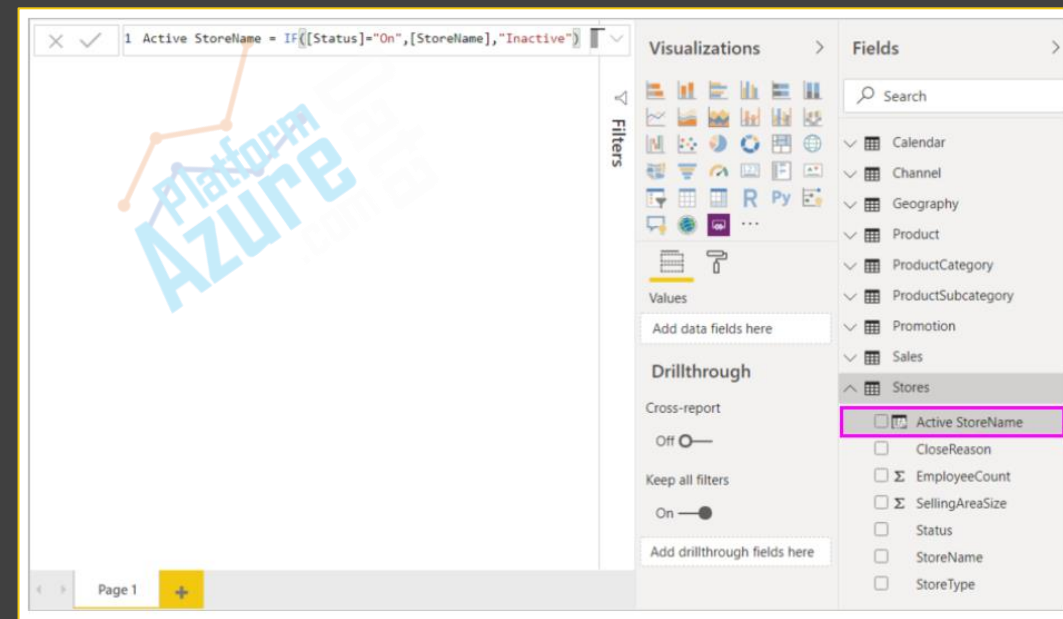 1 Active StoreName = IF([Status]="On",[StoreName],"Inactive")
Platform
Azure
.com
Filters
Visualizations
R Py
Values
Add data fields here
Drillthrough
Cross-report
Off
Keep all filters
On
Add drillthrough fields here
Fields
Search
Calendar
Channel
Geography
Product
ProductCategory
ProductSubcategory
Promotion
Sales
Stores
Active StoreName
CloseReason
Σ EmployeeCount
Σ SellingAreaSize
Status
StoreName
StoreType
Page 1